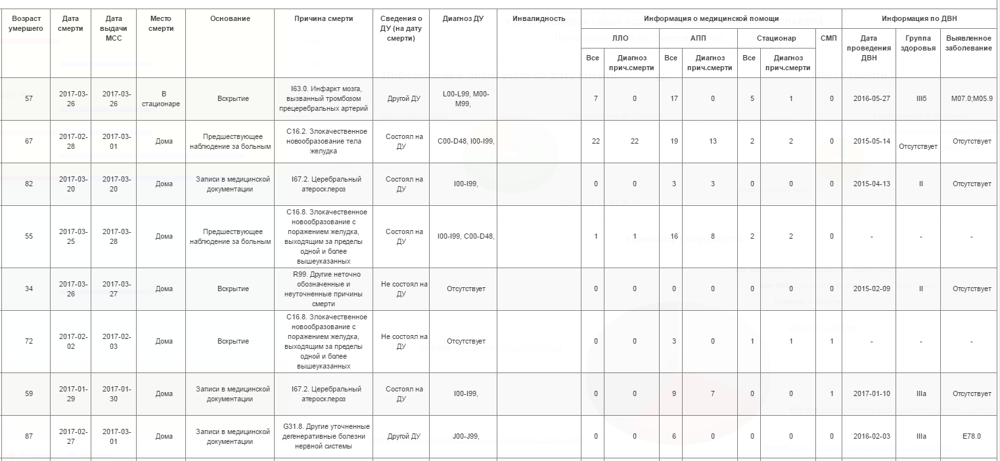 Возраст умершего
Дата смерти
Дата выдачи МСС
Место смерти
Основание
Причина смерти
Сведения о ДУ (на дату смерти)
Диагноз ДУ
Инвалидность
Информация о медицинской помощи
Информация по ДВН
ЛЛО
АПП
Стационар
СМП
Дата проведения ДВН
Группа здоровья
Выявленное заболевание
Все
Диагноз прич.смерти
Все
Диагноз прич.смерти
Все
Диагноз прич.смерти
57 2017-03-26 2017-03-26 В стационаре Вскрытие I63.0. Инфаркт мозга, вызванный тромбозом прецеребральных артерий Другой ДУ L00-L99, M00-M99, 7 0 17 0 5 1 0 2016-05-27 IIIб M07.0;M05.9
67 2017-02-28 2017-03-01 Дома Предшествующее наблюдение за больным C16.2. Злокачественное новообразование тела желудка Состоял на ДУ C00-D48, I00-I99, 22 22 19 13 2 2 0 2015-05-14 Отсутствует Отсутствует
82 2017-03-20 2017-03-20 Дома Записи в медицинской документации I67.2. Церебральный атеросклероз Состоял на ДУ I00-I99, 0 0 3 3 0 0 0 2015-04-13 II Отсутствует
55 2017-03-25 2017-03-28 Дома Предшествующее наблюдение за больным C16.8. Злокачественное новообразование с поражением желудка, выходящим за пределы одной и более вышеуказанных Состоял на ДУ I00-I99, C00-D48, 1 1 16 8 2 2 0 - - -
34 2017-03-26 2017-03-27 Дома Вскрытие R99. Другие неточно обозначенные и неуточненные причины смерти Не состоял на ДУ Отсутствует 0 0 0 0 0 0 0 2015-02-09 II Отсутствует
72 2017-02-02 2017-02-03 Дома Вскрытие C16.8. Злокачественное новообразование с поражением желудка, выходящим за пределы одной и более вышеуказанных Не состоял на ДУ Отсутствует 0 0 3 0 1 1 1 - - -
59 2017-01-29 2017-01-30 Дома Записи в медицинской документации I67.2. Церебральный атеросклероз Состоял на ДУ I00-I99, 0 0 9 7 0 0 1 2017-01-10 IIIа Отсутствует
87 2017-02-27 2017-03-01 Дома Записи в медицинской документации G31.8. Другие уточненные дегенеративные болезни нервной системы Другой ДУ J00-J99, 0 0 6 0 0 0 0 2016-02-03 IIIа E78.0